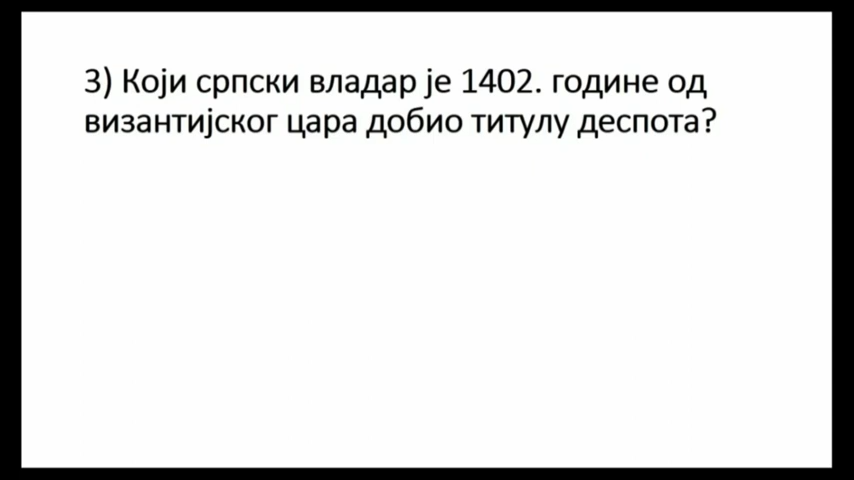 3) Који српски владар је 1402. године од
византијског цара добио титулу деспота?